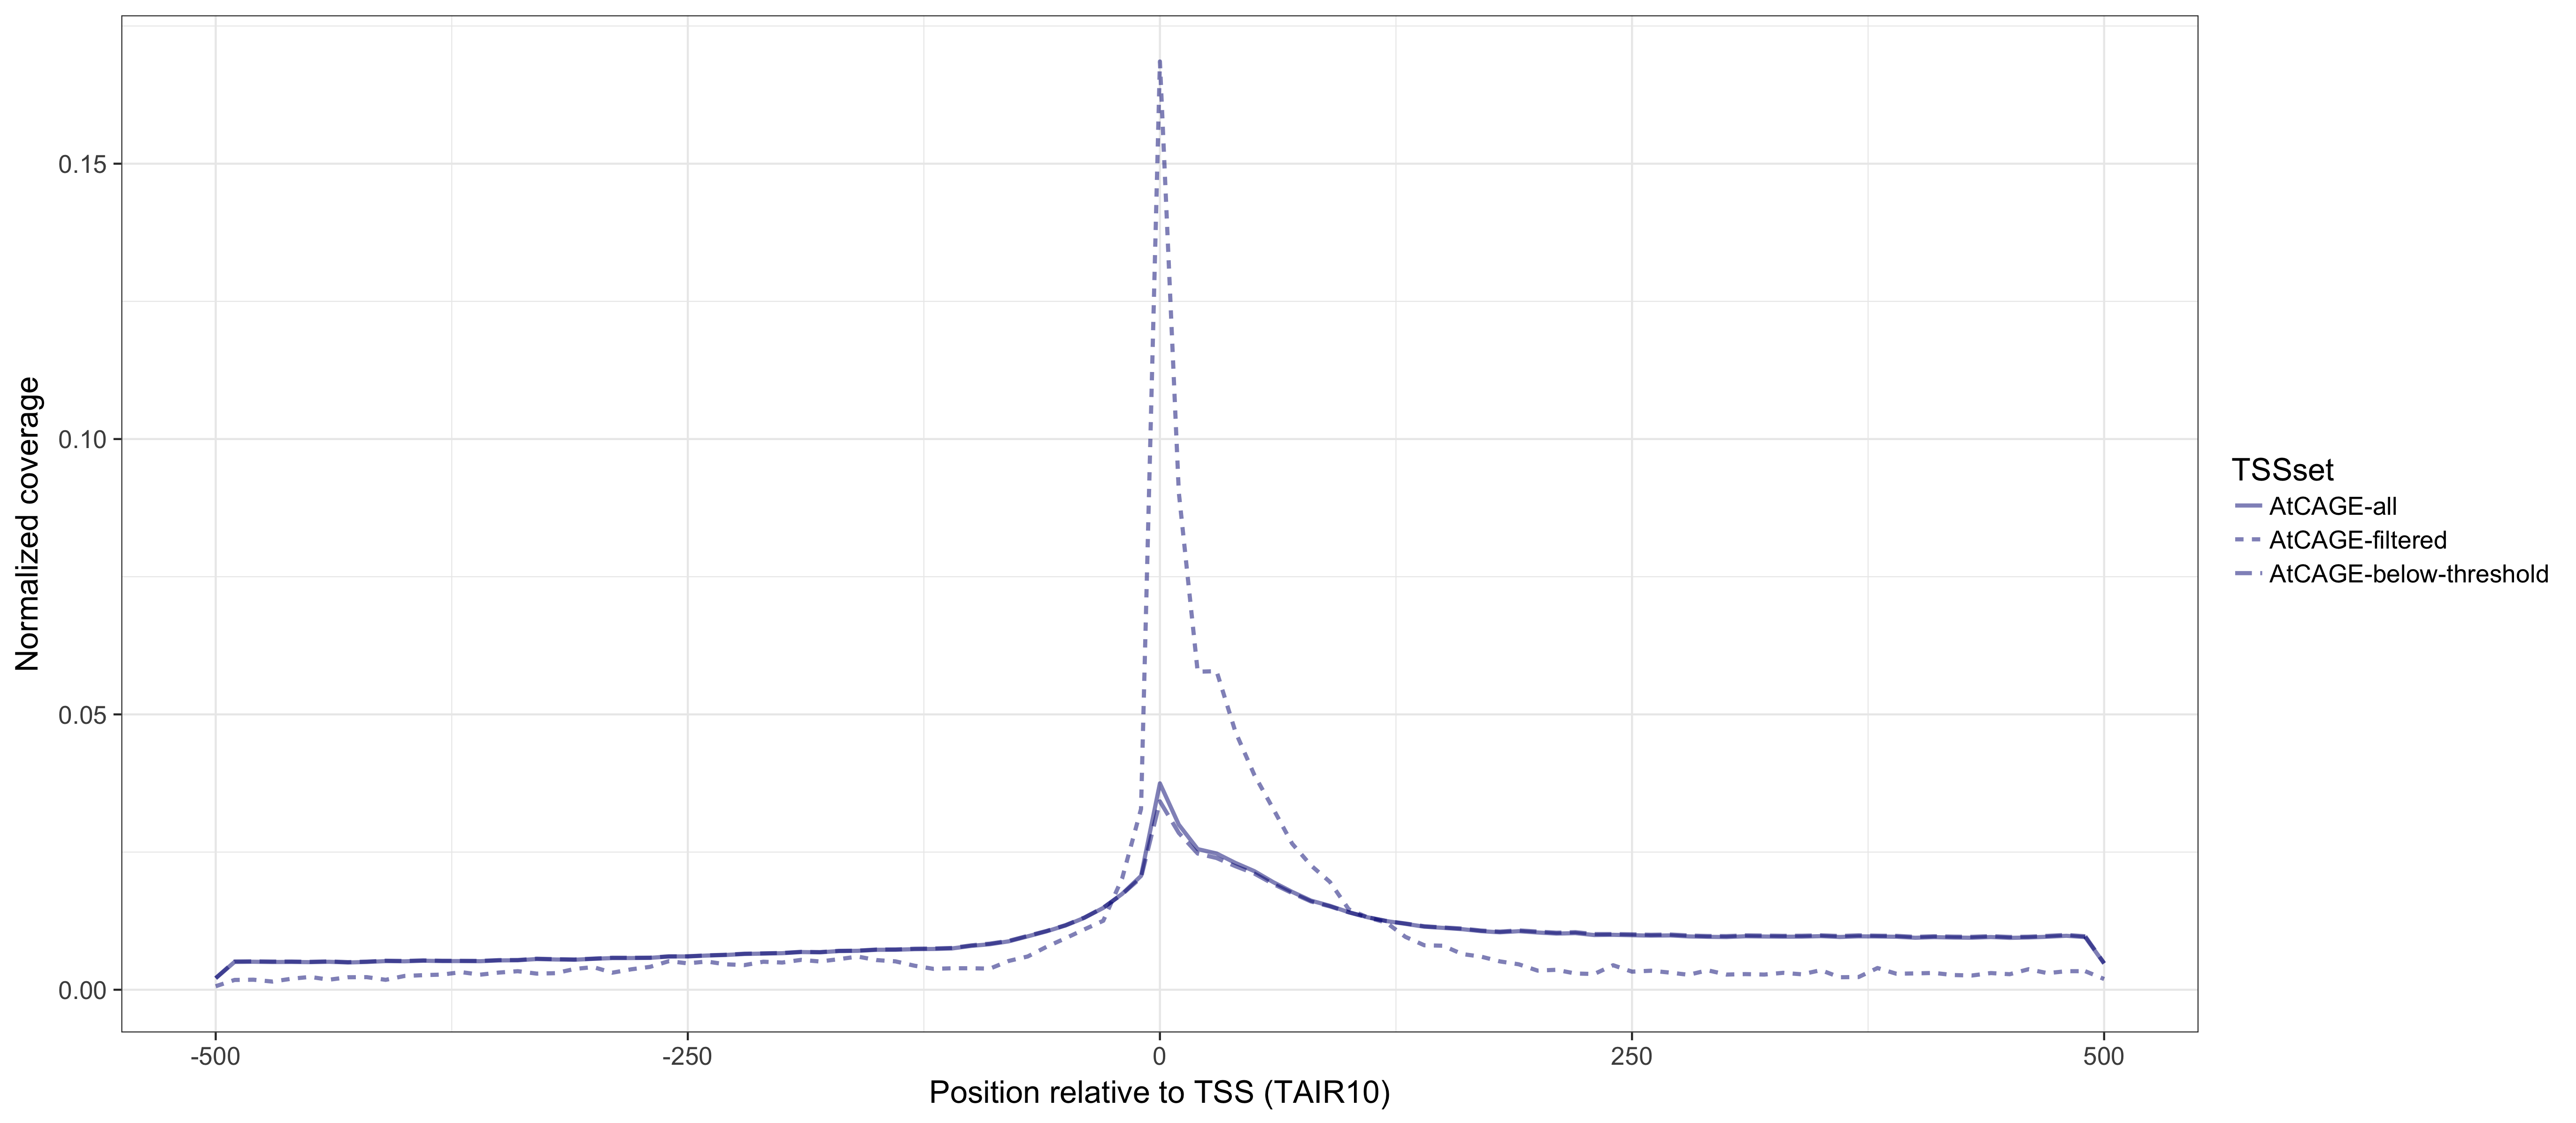 Normalized coverage
0.15
0.10
0.05
0.00
-500
-250
0
250
500
Position relative to TSS (TAIR10)
TSSset
AtCAGE-all
AtCAGE-filtered
AtCAGE-below-threshold